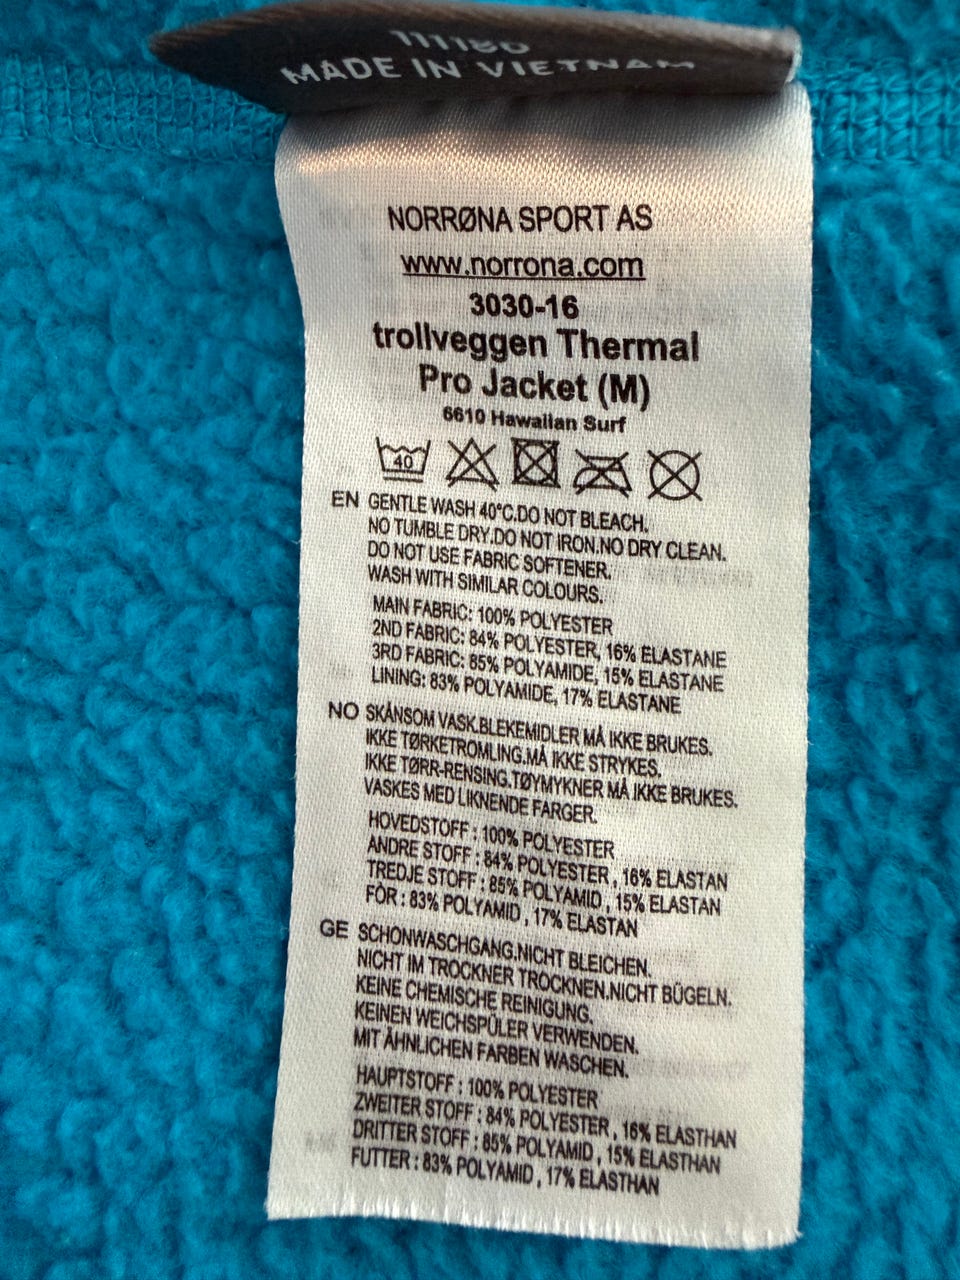 MADE IN VIETNAM
NORRØNA SPORT AS
www.norrona.com
3030-16
trollveggen Thermal
Pro Jacket (M)
6610 Hawaiian Surf
40
EN GENTLE WASH 40°C.DO NOT BLEACH.
NO TUMBLE DRY.DO NOT IRON.NO DRY CLEAN.
DO NOT USE FABRIC SOFTENER.
WASH WITH SIMILAR COLOURS.
MAIN FABRIC: 100% POLYESTER
2ND FABRIC: 84% POLYESTER, 16% ELASTANE
3RD FABRIC: 85% POLYAMIDE, 15% ELASTANE
LINING: 83% POLYAMIDE, 17% ELASTANE
NO SKÅNSOM VASK.BLEKEMIDLER MÅ IKKE BRUKES.
IKKE TØRKETROMLING.MÅ IKKE STRYKES.
IKKE TØRR-RENSING.TØYMYKNER MÅ IKKE BRUKES.
VASKES MED LIKNENDE FARGER.
HOVEDSTOFF : 100% POLYESTER
ANDRE STOFF : 84% POLYESTER , 16% ELASTAN
TREDJE STOFF : 85% POLYAMID , 15% ELASTAN
FÔR : 83% POLYAMID , 17% ELASTAN
GE SCHONWASCHGANG.NICHT BLEICHEN.
NICHT IM TROCKNER TROCKNEN.NICHT BÜGELN.
KEINE CHEMISCHE REINIGUNG.
KEINEN WEICHSPÜLER VERWENDEN.
MIT ÄHNLICHEN FARBEN WASCHEN.
HAUPTSTOFF : 100% POLYESTER
ZWEITER STOFF : 84% POLYESTER , 16% ELASTHAN
DRITTER STOFF : 85% POLYAMID , 15% ELASTHAN
FUTTER : 83% POLYAMID , 17% ELASTHAN